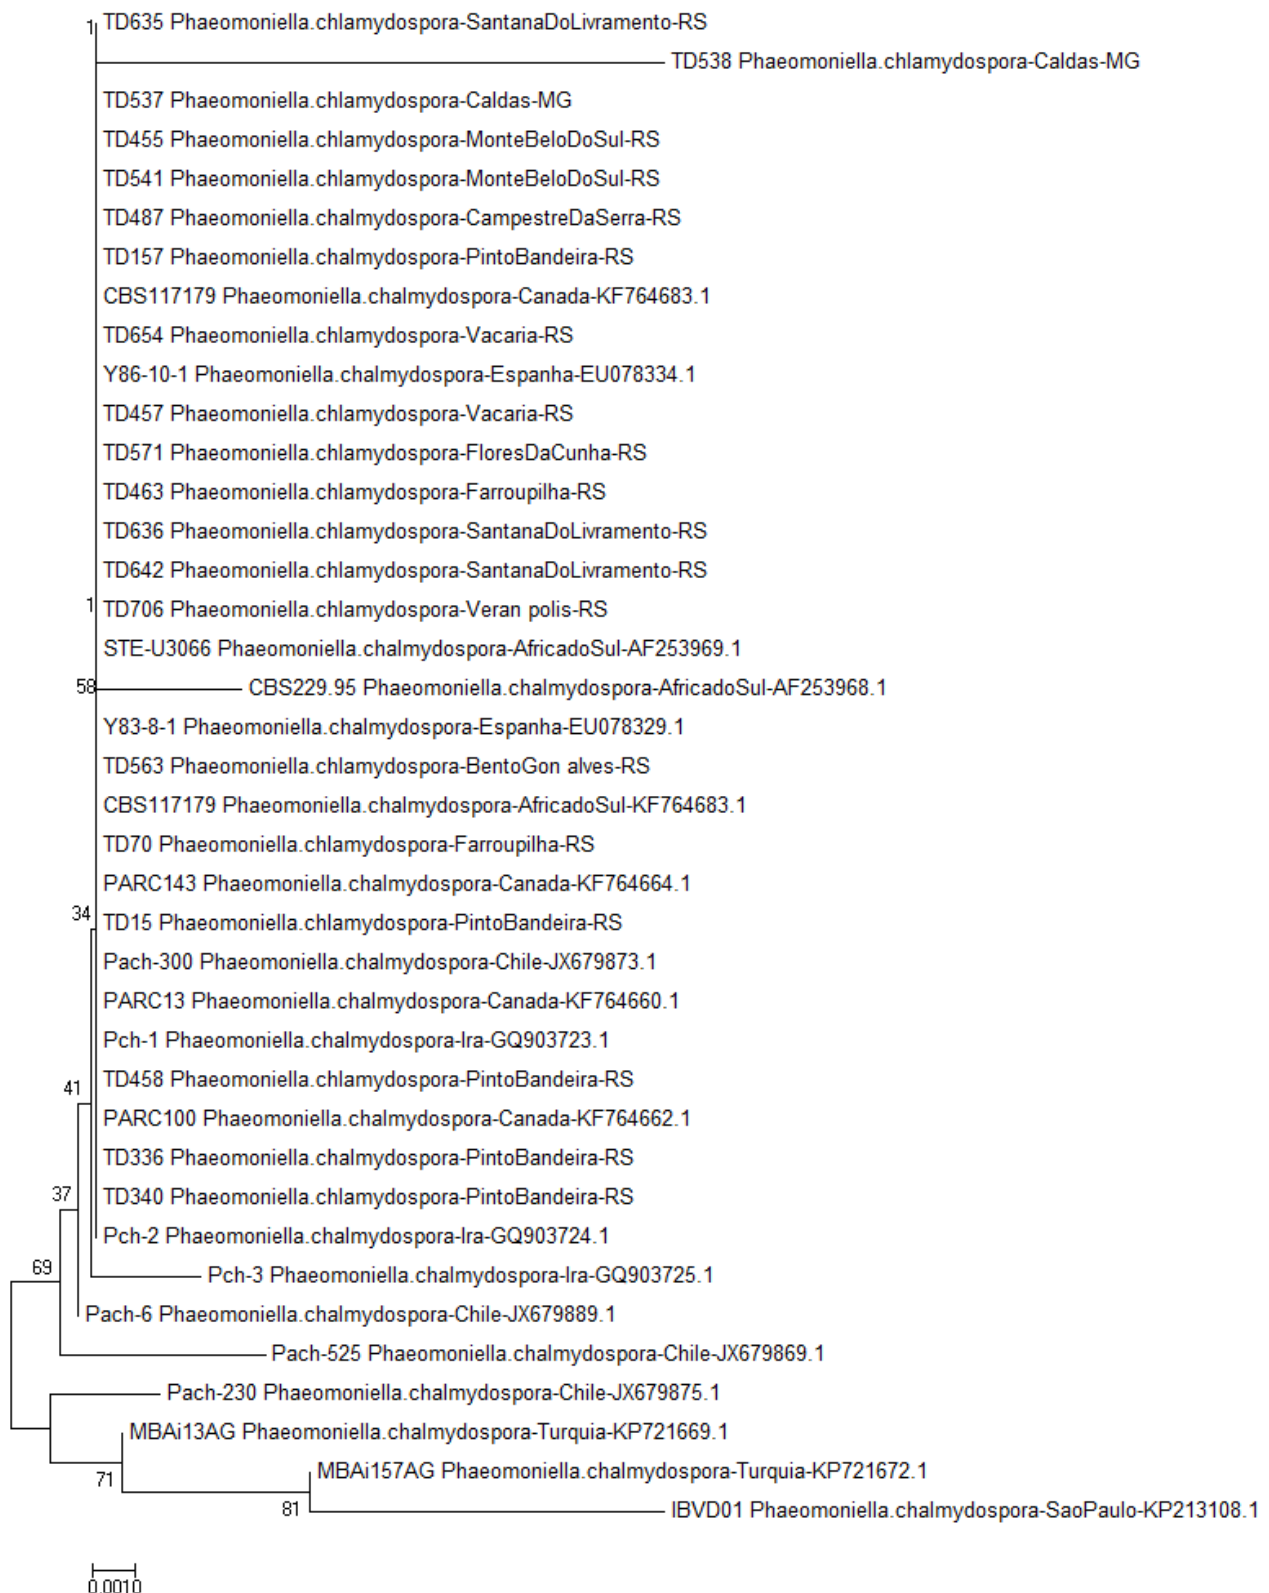 1
TD635 Phaeomoniella.chlamydospora-SantanaDoLivramento-RS
TD538 Phaeomoniella.chlamydospora-Caldas-MG
TD537 Phaeomoniella.chlamydospora-Caldas-MG
TD455 Phaeomoniella.chlamydospora-MonteBeloDoSul-RS
TD541 Phaeomoniella.chlamydospora-MonteBeloDoSul-RS
TD487 Phaeomoniella.chalmydospora-CampestreDaSerra-RS
TD157 Phaeomoniella.chalmydospora-PintoBandeira-RS
CBS117179 Phaeomoniella.chalmydospora-Canada-KF764683.1
TD654 Phaeomoniella.chlamydospora-Vacaria-RS
Y86-10-1 Phaeomoniella.chalmydospora-Espanha-EU078334.1
TD457 Phaeomoniella.chlamydospora-Vacaria-RS
TD571 Phaeomoniella.chlamydospora-FloresDaCunha-RS
TD463 Phaeomoniella.chlamydospora-Farroupilha-RS
TD636 Phaeomoniella.chlamydospora-SantanaDoLivramento-RS
TD642 Phaeomoniella.chlamydospora-SantanaDoLivramento-RS
1
TD706 Phaeomoniella.chlamydospora-Veran polis-RS
STE-U3066 Phaeomoniella.chalmydospora-AfricadoSul-AF253969.1
58
CBS229.95 Phaeomoniella.chalmydospora-AfricadoSul-AF253968.1
Y83-8-1 Phaeomoniella.chalmydospora-Espanha-EU078329.1
TD563 Phaeomoniella.chlamydospora-BentoGon alves-RS
CBS117179 Phaeomoniella.chalmydospora-AfricadoSul-KF764683.1
TD70 Phaeomoniella.chlamydospora-Farroupilha-RS
PARC143 Phaeomoniella.chalmydospora-Canada-KF764664.1
34
TD15 Phaeomoniella.chlamydospora-PintoBandeira-RS
Pach-300 Phaeomoniella.chalmydospora-Chile-JX679873.1
PARC13 Phaeomoniella.chalmydospora-Canada-KF764660.1
Pch-1 Phaeomoniella.chalmydospora-Ira-GQ903723.1
41
TD458 Phaeomoniella.chlamydospora-PintoBandeira-RS
PARC100 Phaeomoniella.chalmydospora-Canada-KF764662.1
TD336 Phaeomoniella.chlamydospora-PintoBandeira-RS
37
TD340 Phaeomoniella.chlamydospora-PintoBandeira-RS
Pch-2 Phaeomoniella.chalmydospora-Ira-GQ903724.1
69
Pch-3 Phaeomoniella.chalmydospora-Ira-GQ903725.1
Pach-6 Phaeomoniella.chalmydospora-Chile-JX679889.1
Pach-525 Phaeomoniella.chalmydospora-Chile-JX679869.1
Pach-230 Phaeomoniella.chalmydospora-Chile-JX679875.1
MBAi13AG Phaeomoniella.chalmydospora-Turquia-KP721669.1
71
MBAi157AG Phaeomoniella.chalmydospora-Turquia-KP721672.1
81
IBVD01 Phaeomoniella.chalmydospora-SaoPaulo-KP213108.1
0.0010